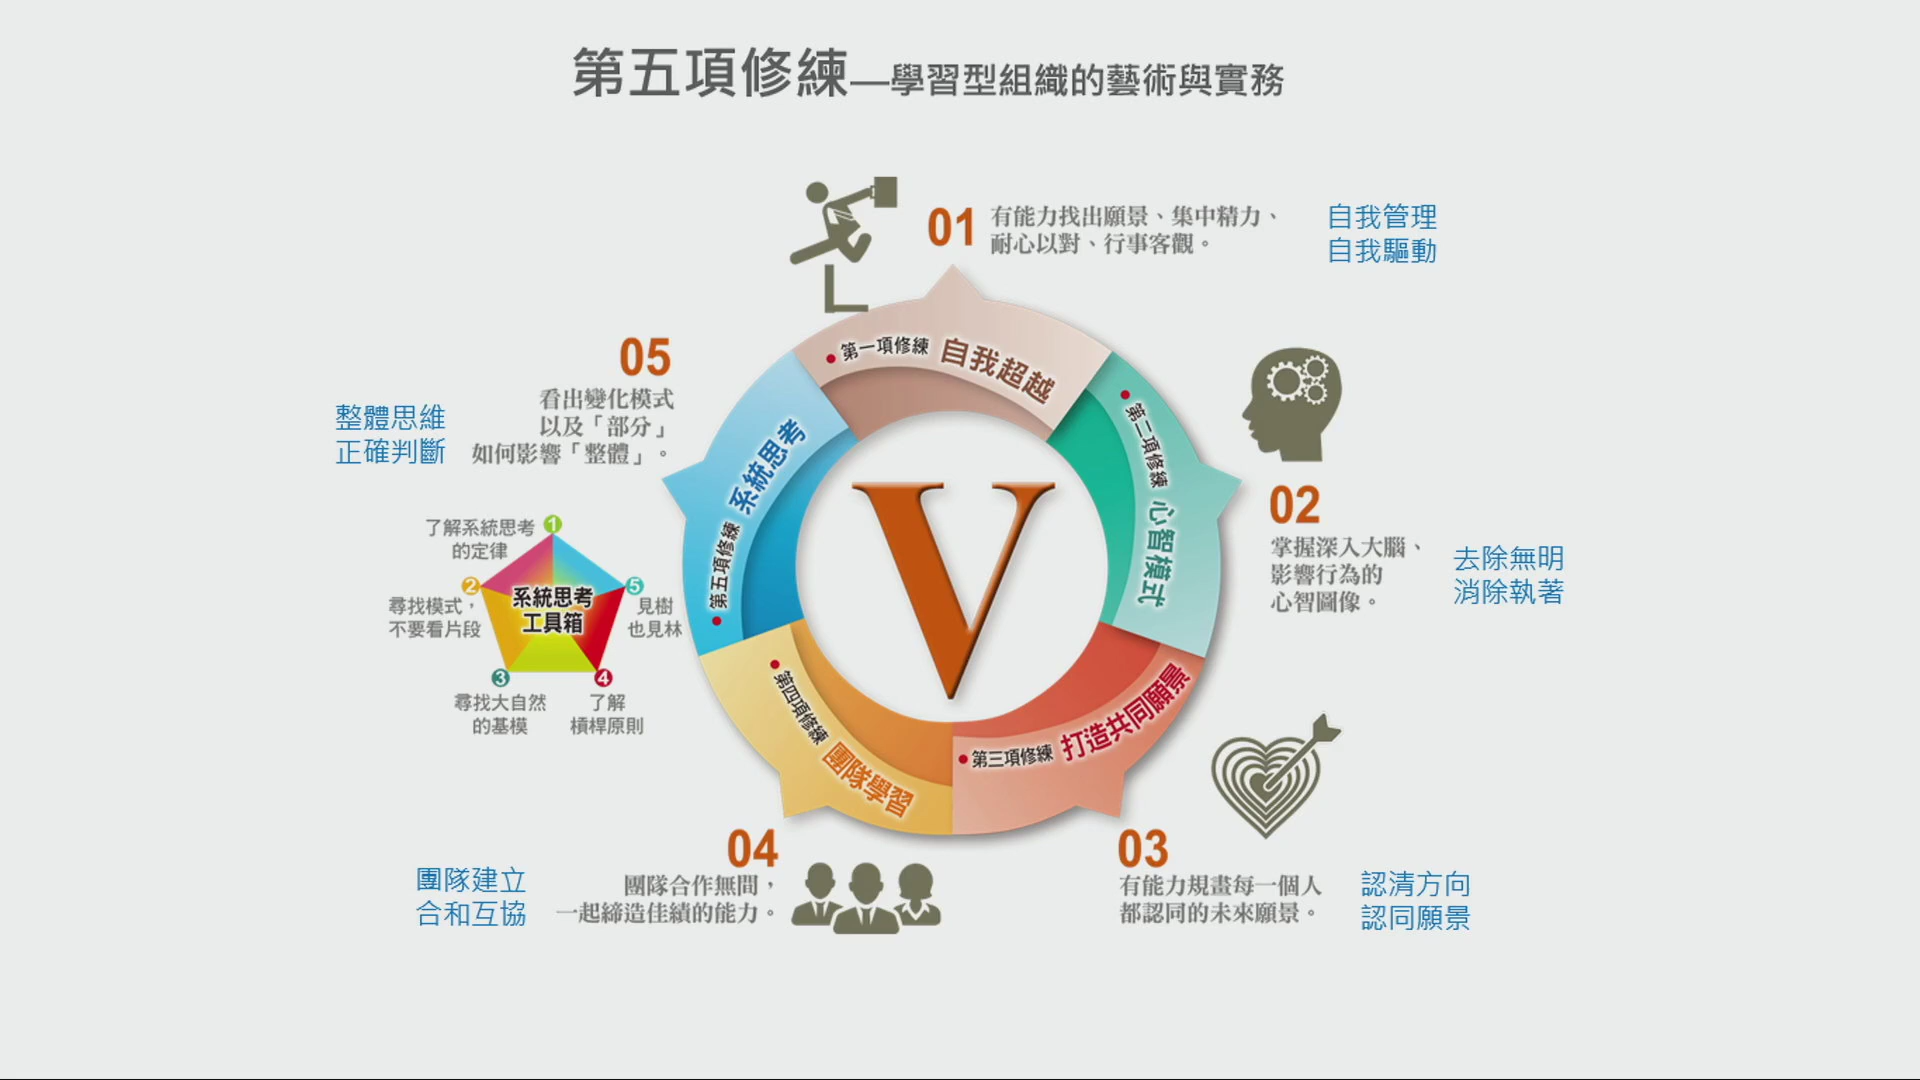 第五項修練—學習型組織的藝術與實務
01
有能力找出願景、集中精力、
耐心以對、行事客觀。
自我管理
自我驅動
第一項修練 自我超越
第二項修練 心智模式
02
掌握深入大腦、
影響行為的
心智圖像。
去除無明
消除執著
第三項修練 打造共同願景
03
有能力規畫每一個人
都認同的未來願景。
認清方向
認同願景
第四項修練 團隊學習
04
團隊合作無間，
一起締造佳績的能力。
團隊建立
合和互協
第五項修練 系統思考
05
看出變化模式
以及「部分」
如何影響「整體」。
整體思維
正確判斷
V
系統思考
工具箱
1
了解系統思考
的定律
2
尋找模式，
不要看片段
3
尋找大自然
的基模
4
了解
槓桿原則
5
見樹
也見林